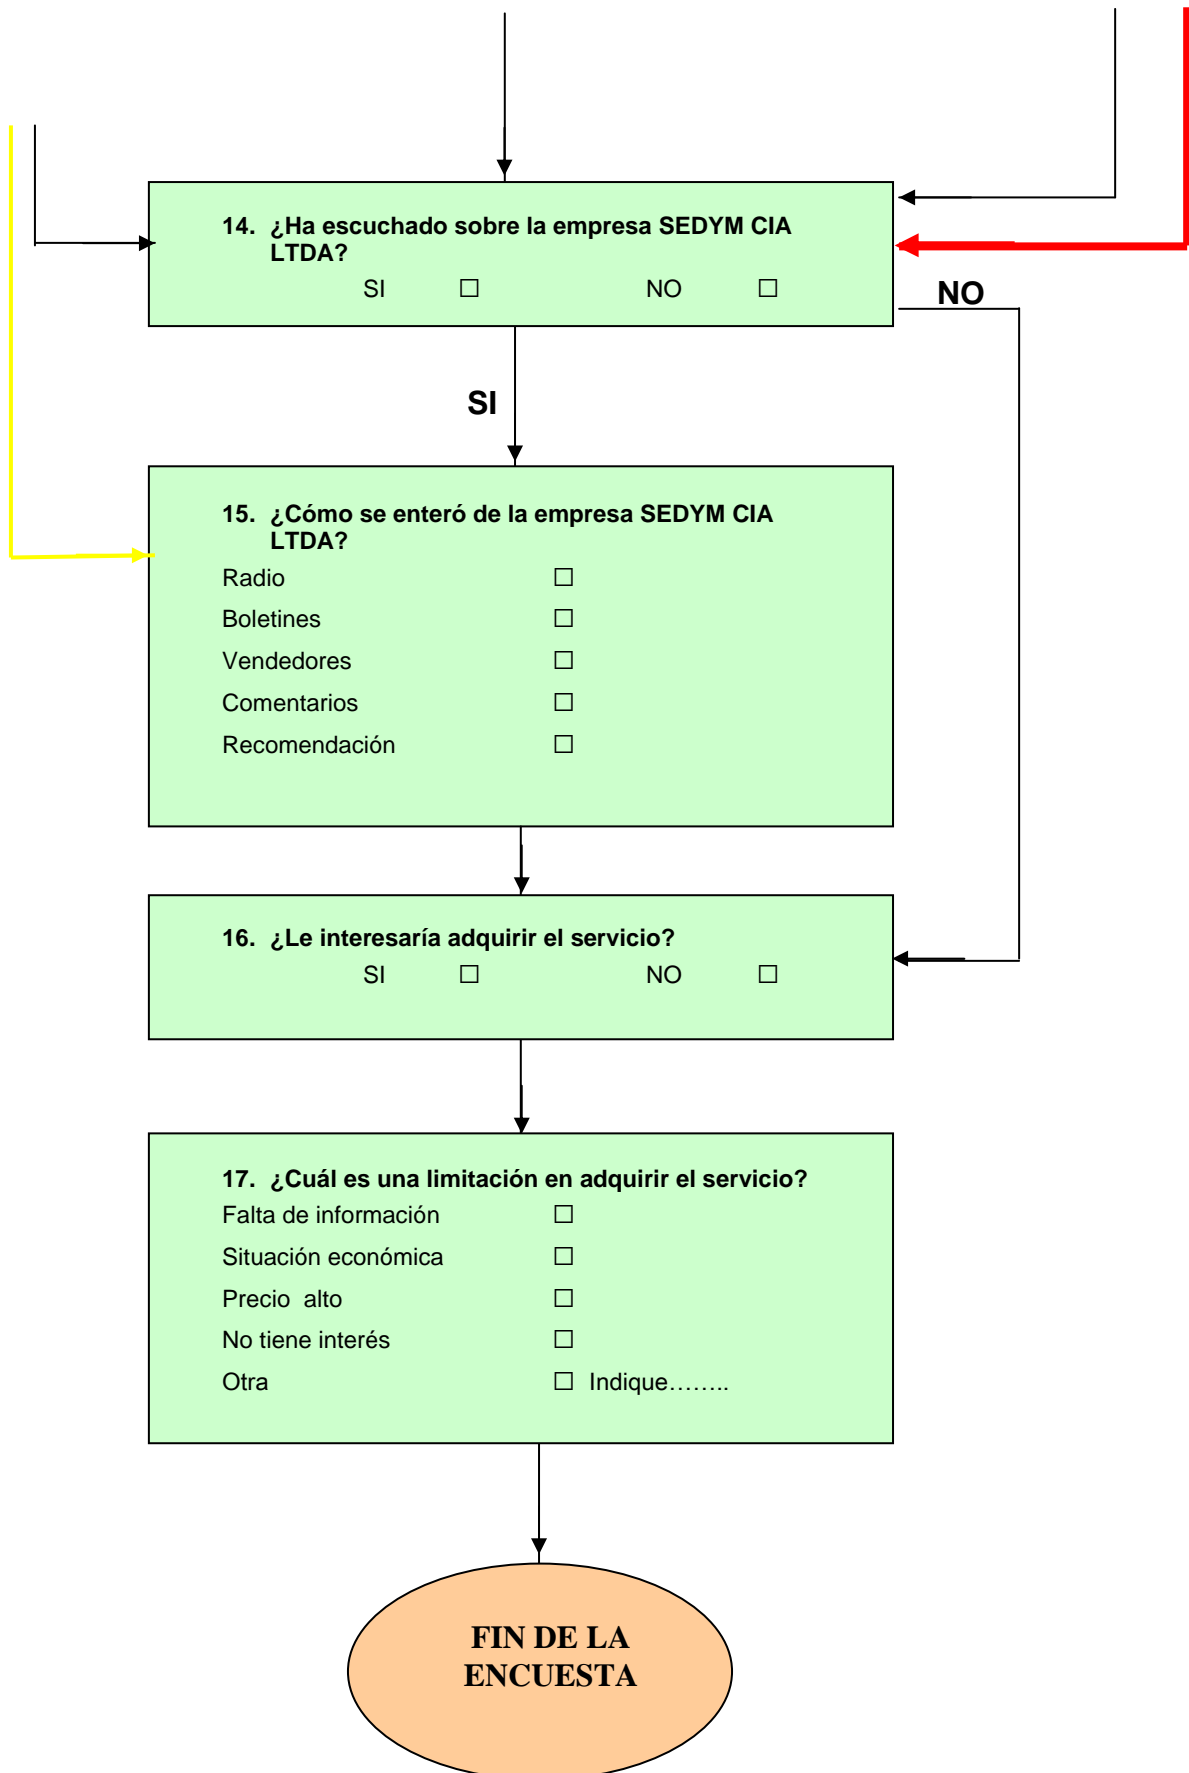 14. ¿Ha escuchado sobre la empresa SEDYM CIA
LTDA?
SI ☐ NO ☐
NO
SI
15. ¿Cómo se enteró de la empresa SEDYM CIA
LTDA?
Radio ☐
Boletines ☐
Vendedores ☐
Comentarios ☐
Recomendación ☐
16. ¿Le interesaría adquirir el servicio?
SI ☐ NO ☐
17. ¿Cuál es una limitación en adquirir el servicio?
Falta de información ☐
Situación económica ☐
Precio  alto ☐
No tiene interés ☐
Otra ☐ Indique……..
FIN DE LA
ENCUESTA